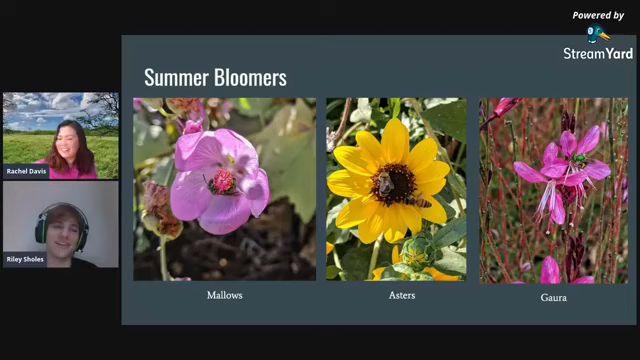 Powered by
StreamYard
Summer Bloomers
Rachel Davis
Riley Sholes
Mallows
Asters
Gaura